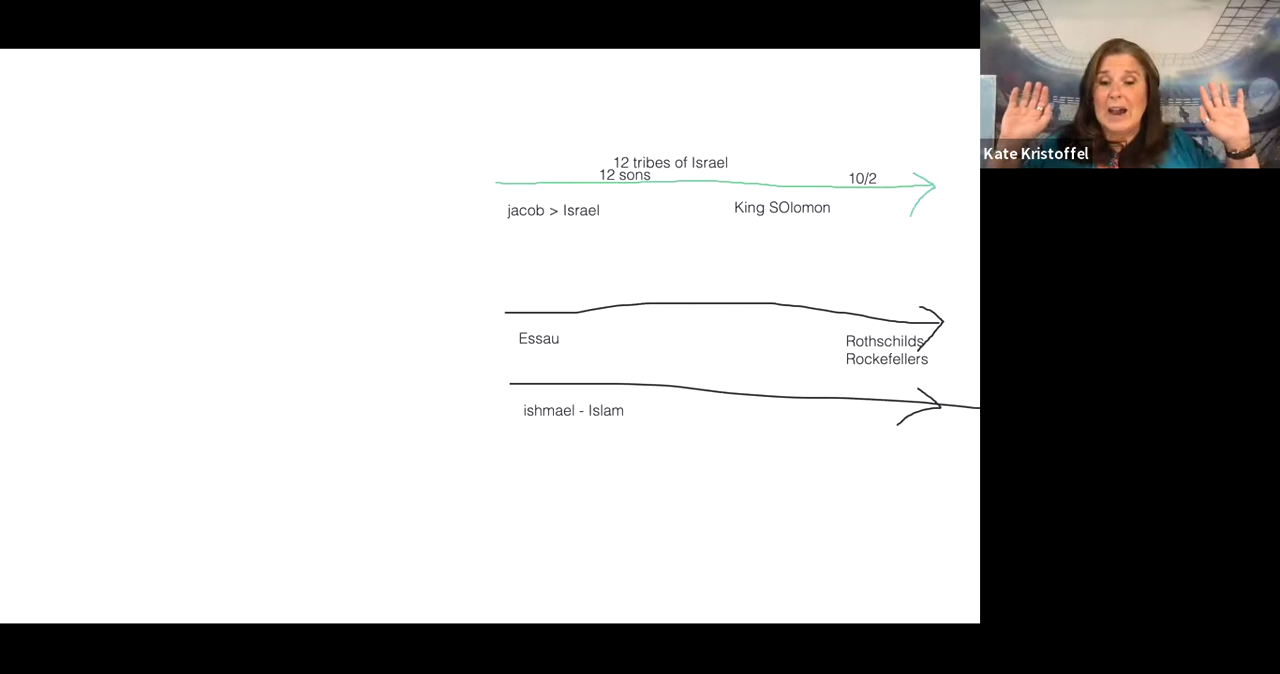 12 tribes of Israel
12 sons
10/2
jacob > Israel
King SOlomon
Essau
Rothschilds
Rockefellers
ishmael - Islam
Kate Kristoffel